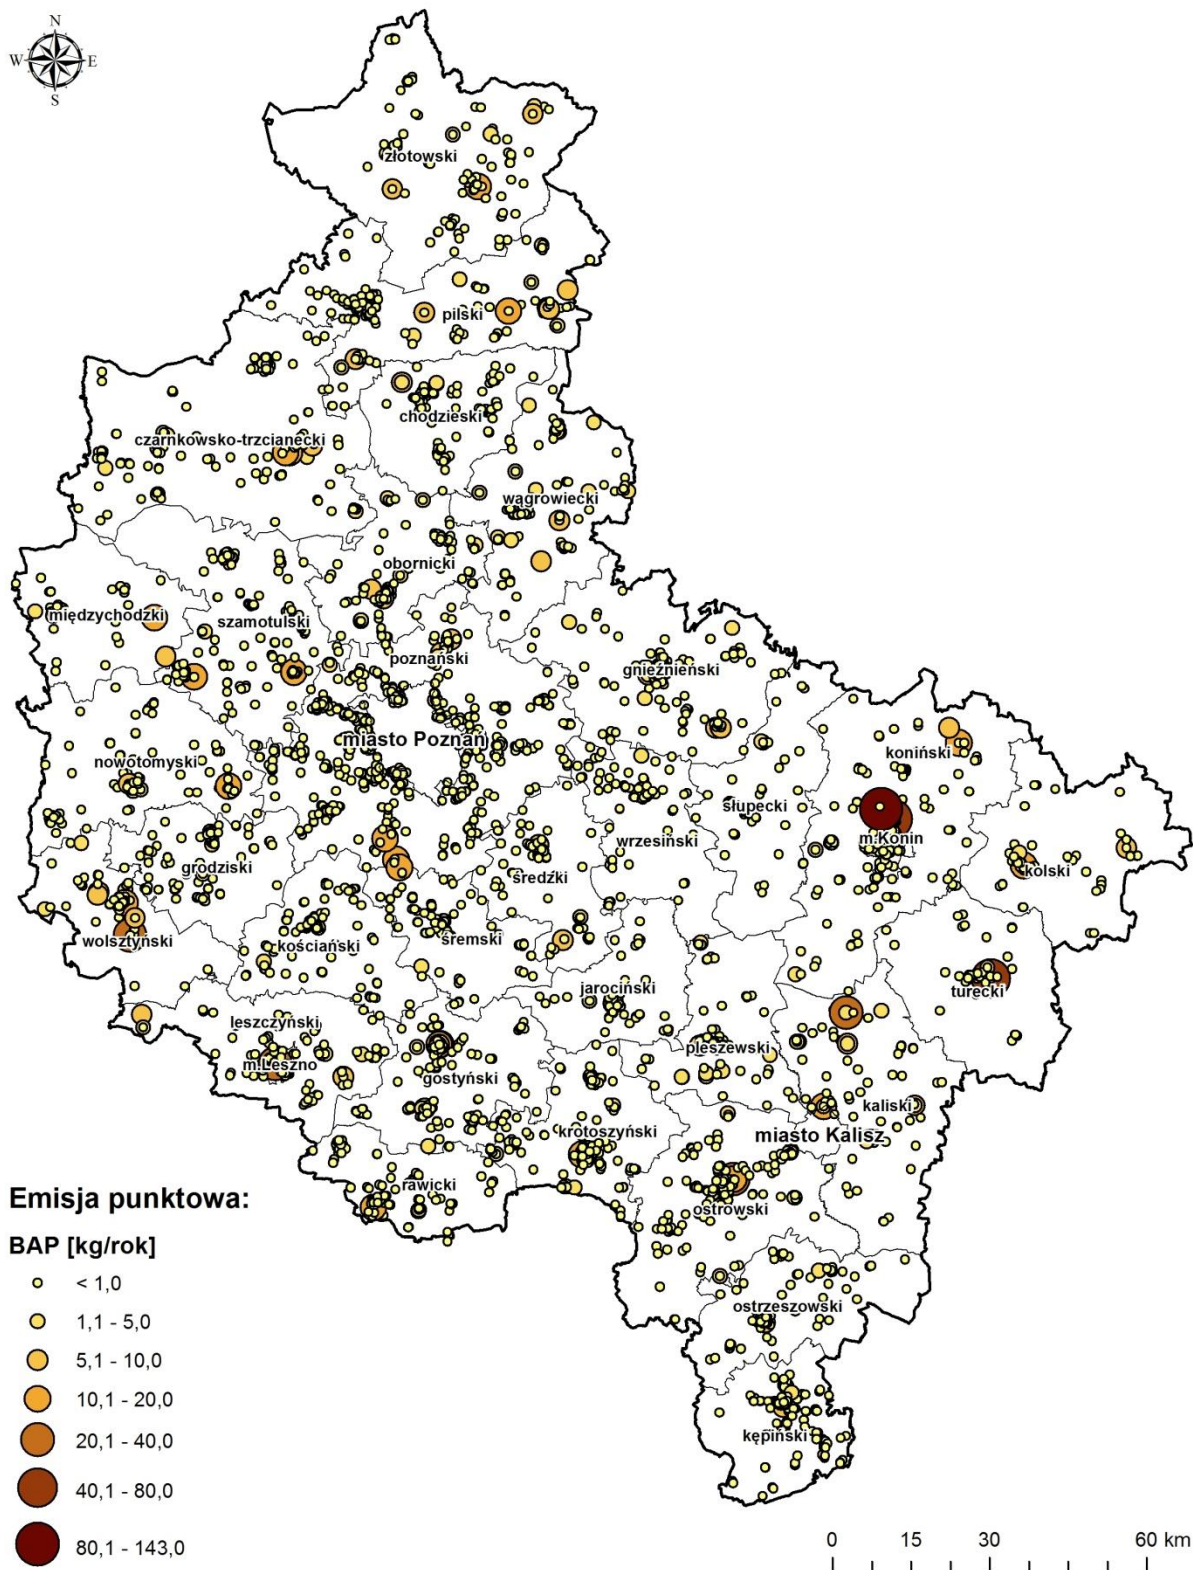 N
W E
S
złotowski
pilski
chodzieski
czarnkowsko-trzcianecki
wągrowiecki
obornicki
międzychodzki
szamotulski
poznański
gnieźnieński
miasto Poznań
koniński
nowotomyski
słupecki
wrzesiński
m.Konin
grodziski
średzki
kolski
wolsztyński
kościański
śremski
jarociński
turecki
leszczyński
pleszewski
m.Leszno
gostyński
kaliski
krotoszyński
miasto Kalisz
rawicki
ostrowski
ostrzeszowski
kępiński
Emisja punktowa:
BAP [kg/rok]
< 1,0
1,1 - 5,0
5,1 - 10,0
10,1 - 20,0
20,1 - 40,0
40,1 - 80,0
80,1 - 143,0
0 15 30 60 km